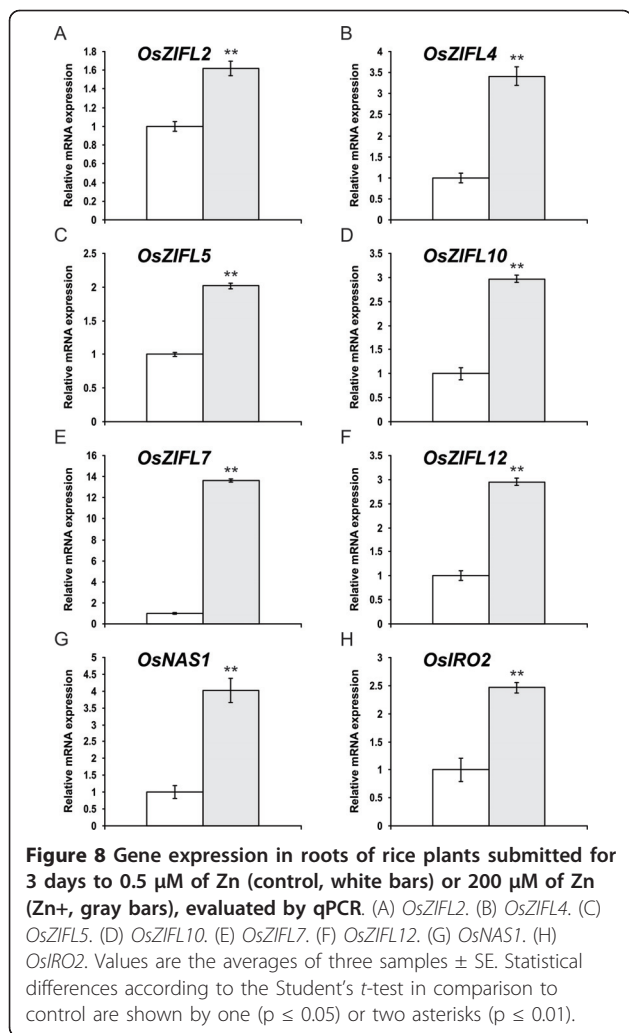 A
OsZIFL2
Relative mRNA expression
1.8
1.6
1.4
1.2
1
0.8
0.6
0.4
0.2
0
**
B
OsZIFL4
Relative mRNA expression
4
3.5
3
2.5
2
1.5
1
0.5
0
**
C
OsZIFL5
Relative mRNA expression
2.5
2
1.5
1
0.5
0
**
D
OsZIFL10
Relative mRNA expression
3.5
3
2.5
2
1.5
1
0.5
0
**
E
OsZIFL7
Relative mRNA expression
16
14
12
10
8
6
4
2
0
**
F
OsZIFL12
Relative mRNA expression
3.5
3
2.5
2
1.5
1
0.5
0
**
G
OsNAS1
Relative mRNA expression
5
4.5
4
3.5
3
2.5
2
1.5
1
0.5
0
**
H
OsIRO2
Relative mRNA expression
3
2.5
2
1.5
1
0.5
0
**
Figure 8 Gene expression in roots of rice plants submitted for
3 days to 0.5 μM of Zn (control, white bars) or 200 μM of Zn
(Zn+, gray bars), evaluated by qPCR. (A) OsZIFL2. (B) OsZIFL4. (C)
OsZIFL5. (D) OsZIFL10. (E) OsZIFL7. (F) OsZIFL12. (G) OsNAS1. (H)
OsIRO2. Values are the averages of three samples ± SE. Statistical
differences according to the Student's t-test in comparison to
control are shown by one (p ≤ 0.05) or two asterisks (p ≤ 0.01).